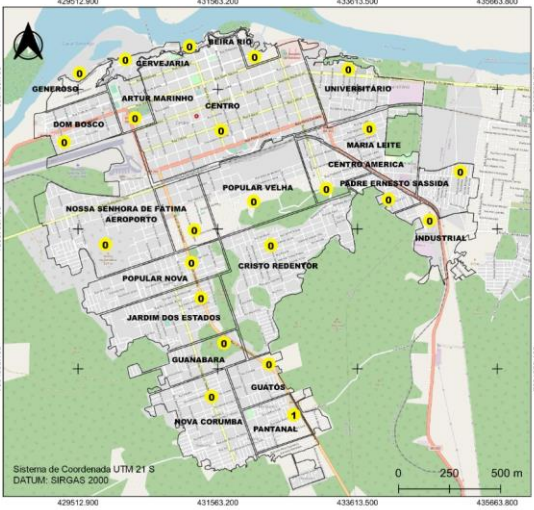 429512.900 431563.200 433613.500 435663.800
BEIRA RIO
0
0
0
CERVEJARIA
0
0
GENEROSO
UNIVERSITÁRIO
ARTUR MARINHO
CENTRO
0
DOM BOSCO
0
0
0
MARIA LEITE
CENTRO AMERICA
0
POPULAR VELHA
0
PADRE ERNESTO SASSIDA
0
0
NOSSA SENHORA DE FÁTIMA
AEROPORTO
0
0
INDUSTRIAL
0
0
0
CRISTO REDENTOR
POPULAR NOVA
0
JARDIM DOS ESTADOS
0
GUANABARA
0
GUATÓS
0
NOVA CORUMBA
1
PANTANAL
Sistema de Coordenada UTM 21 S
DATUM: SIRGAS 2000
0 250 500 m
429512.900 431563.200 433613.500 435663.800